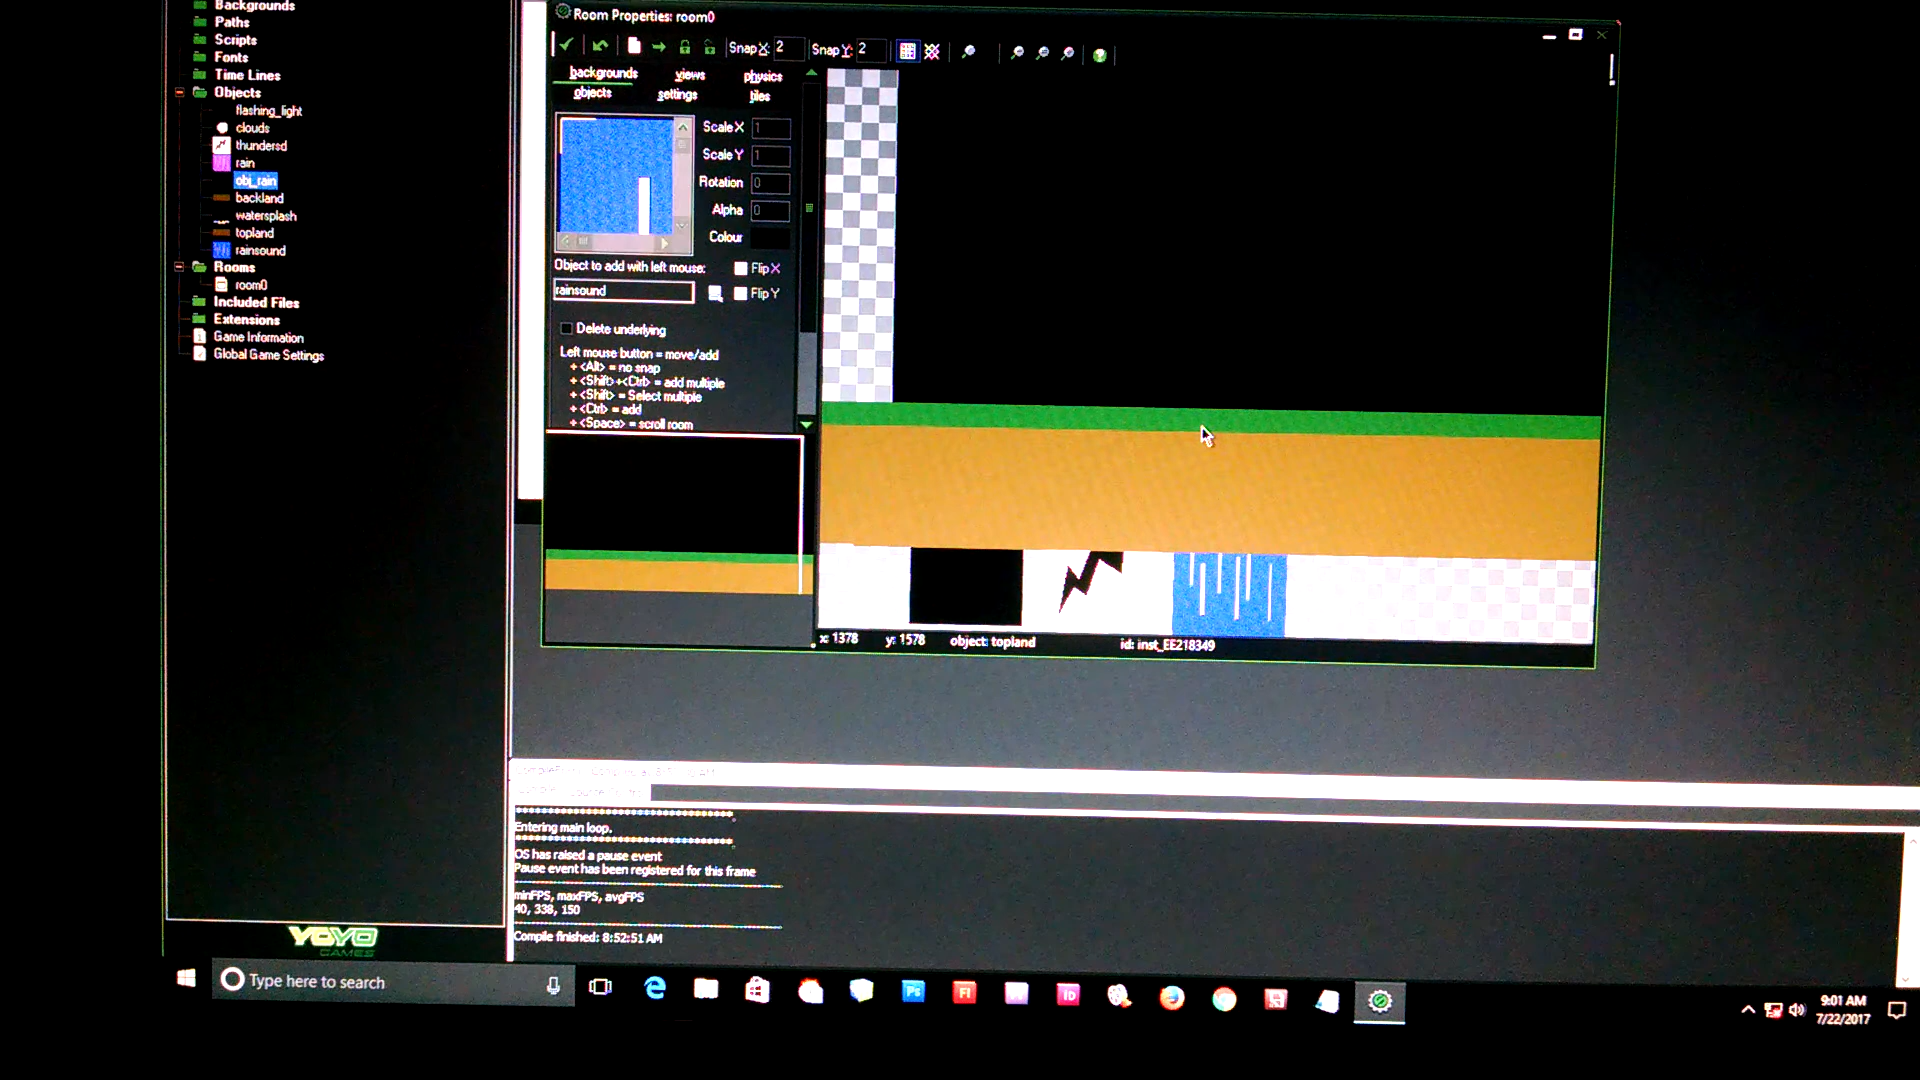 Backgrounds
Paths
Scripts
Fonts
Time Lines
Objects
flashing_light
clouds
thundersd
rain
obj_rain
backland
watersplash
topland
rainsound
Rooms
room0
Included Files
Extensions
Game Information
Global Game Settings
YOYO
GAMES
Room Properties: room0
Snap X: 2 Snap Y: 2
backgrounds views physics
objects settings tiles
Scale X 1
Scale Y 1
Rotation 0
Alpha 0
Colour
Object to add with left mouse:
Flip X
rainsound
Flip Y
Delete underlying
Left mouse button = move/add
+ <Alt> = no snap
+ <Shift>+<Ctrl> = add multiple
+ <Shift> = Select multiple
+ <Ctrl> = add
+ <Space> = scroll room
x: 1378 y: 1578 object: topland id: inst_EE218349
Entering main loop.
OS has raised a pause event
Pause event has been registered for this frame
minFPS, maxFPS, avgFPS
40, 338, 150
Compile finished: 8:52:51 AM
Type here to search
Ps
Fl
ID
9:01 AM
7/22/2017